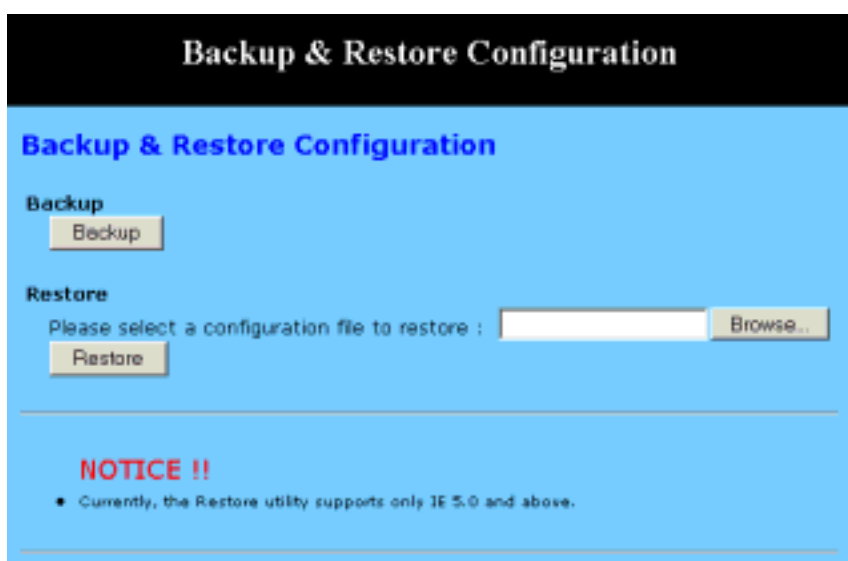 Backup & Restore Configuration
Backup & Restore Configuration
Backup
Backup
Restore
Please select a configuration file to restore : Browse...
Restore
NOTICE !!
• Currently, the Restore utility supports only IE 5.0 and above.